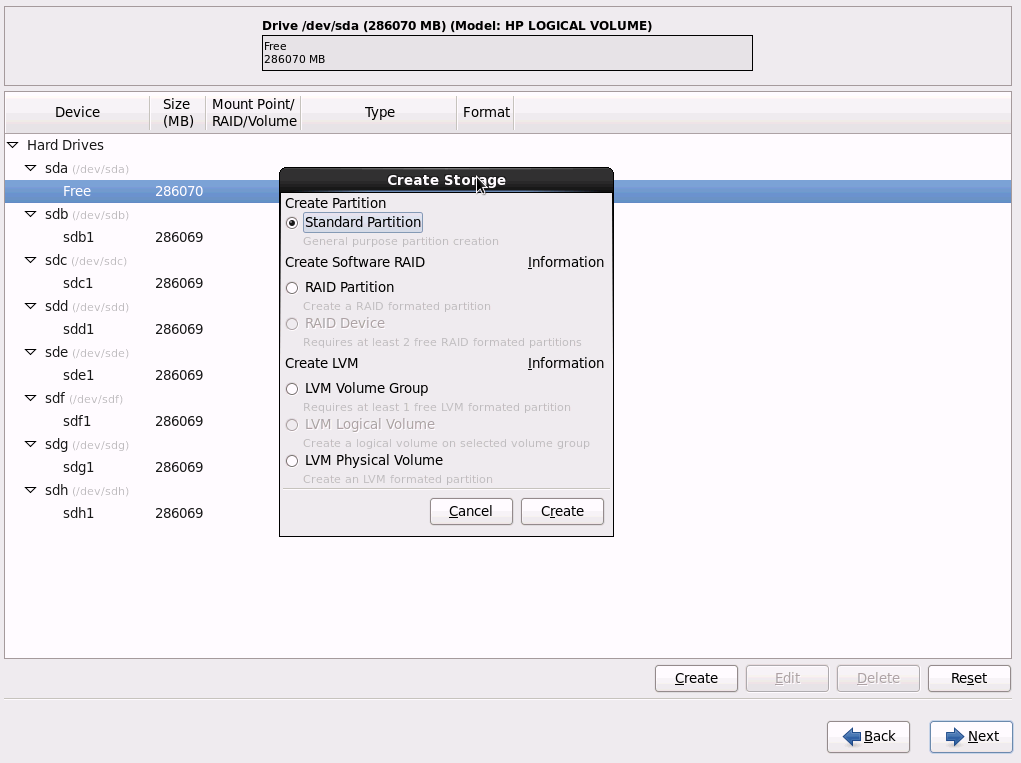 Drive /dev/sda (286070 MB) (Model: HP LOGICAL VOLUME)
Free
286070 MB
Device Size (MB) Mount Point/ RAID/Volume Type Format
Hard Drives
sda (/dev/sda)
Free 286070
sdb (/dev/sdb)
sdb1 286069
sdc (/dev/sdc)
sdc1 286069
sdd (/dev/sdd)
sdd1 286069
sde (/dev/sde)
sde1 286069
sdf (/dev/sdf)
sdf1 286069
sdg (/dev/sdg)
sdg1 286069
sdh (/dev/sdh)
sdh1 286069
Create Storage
Create Partition
Standard Partition
General purpose partition creation
Create Software RAID Information
RAID Partition
Create a RAID formated partition
RAID Device
Requires at least 2 free RAID formated partitions
Create LVM Information
LVM Volume Group
Requires at least 1 free LVM formated partition
LVM Logical Volume
Create a logical volume on selected volume group
LVM Physical Volume
Create an LVM formated partition
Cancel Create
Create Edit Delete Reset
Back Next